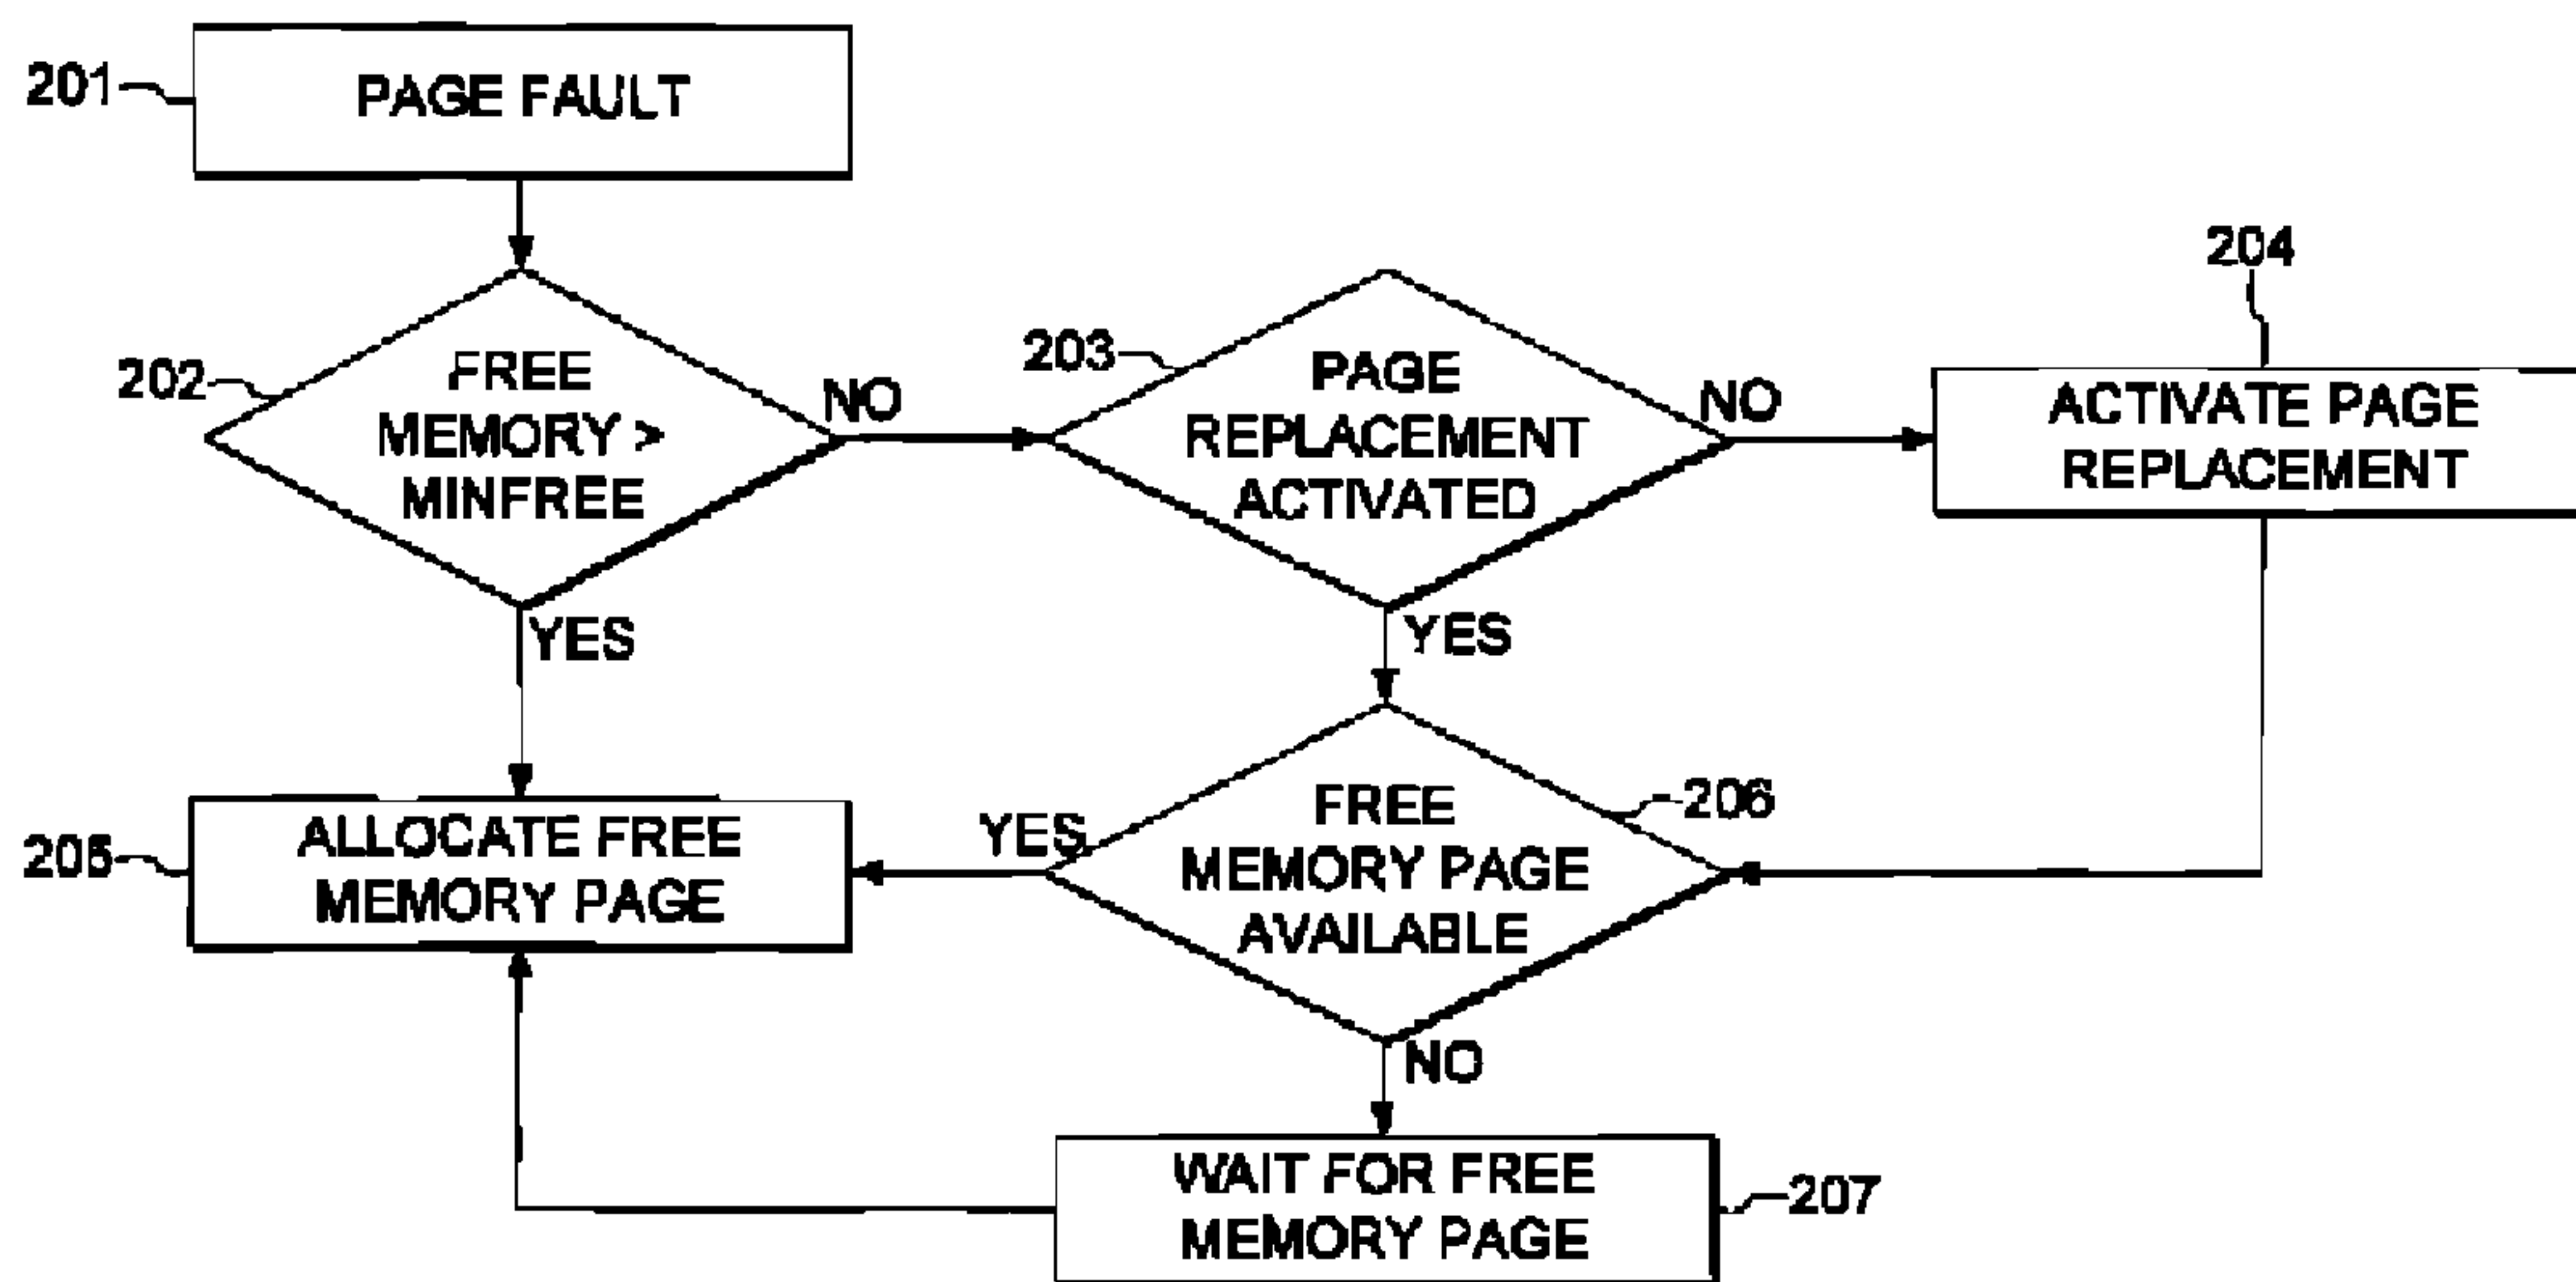 201
PAGE FAULT
204
202
FREE
MEMORY >
MINFREE
NO
203
PAGE
REPLACEMENT
ACTIVATED
NO
ACTIVATE PAGE
REPLACEMENT
YES
YES
205
ALLOCATE FREE
MEMORY PAGE
YES
FREE
MEMORY PAGE
AVAILABLE
206
NO
WAIT FOR FREE
MEMORY PAGE
207